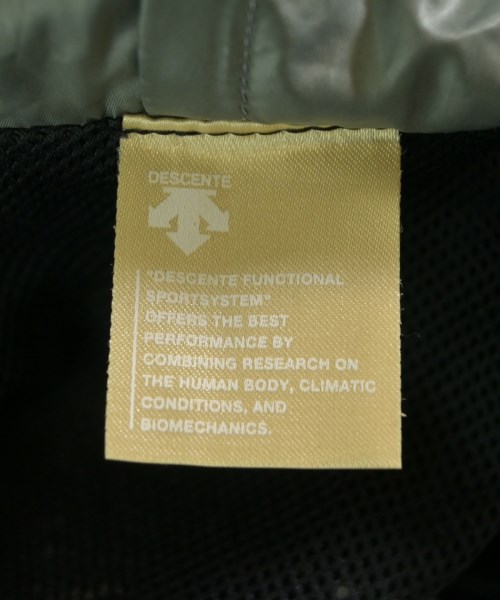 DESCENTE
"DESCENTE FUNCTIONAL
SPORTSYSTEM"
OFFERS THE BEST
PERFORMANCE BY
COMBINING RESEARCH ON
THE HUMAN BODY, CLIMATIC
CONDITIONS, AND
BIOMECHANICS.